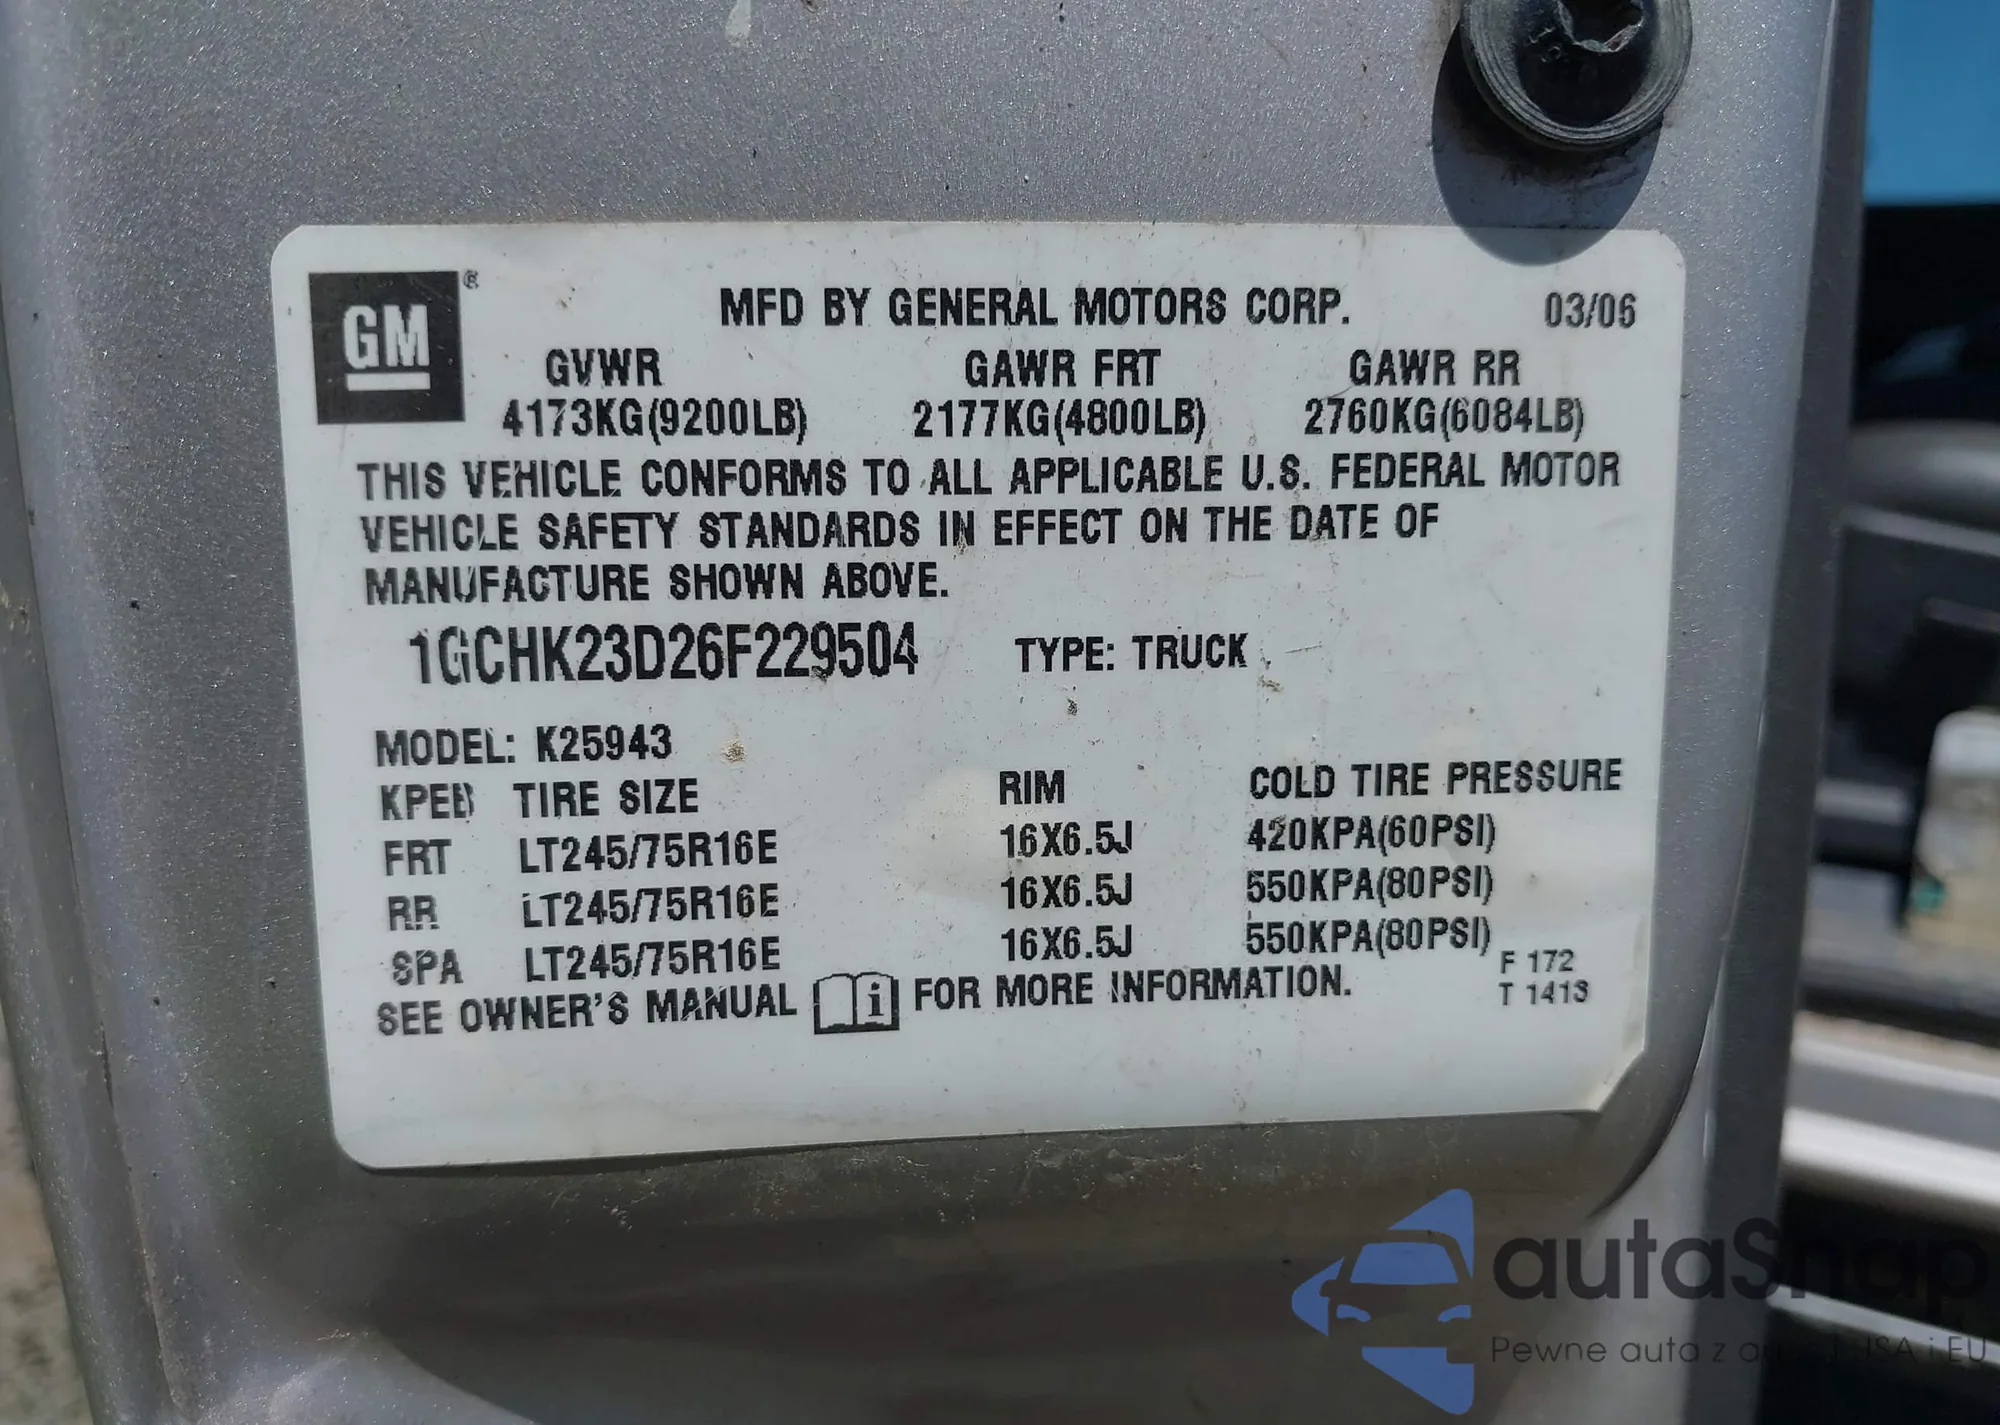 GM ®
MFD BY GENERAL MOTORS CORP. 03/06
GVWR GAWR FRT GAWR RR
4173KG(9200LB) 2177KG(4800LB) 2760KG(6084LB)
THIS VEHICLE CONFORMS TO ALL APPLICABLE U.S. FEDERAL MOTOR
VEHICLE SAFETY STANDARDS IN EFFECT ON THE DATE OF
MANUFACTURE SHOWN ABOVE.
1GCHK23D26F229504 TYPE: TRUCK
MODEL: K25943
TIRE SIZE RIM COLD TIRE PRESSURE
FRT LT245/75R16E 16X6.5J 420KPA(60PSI)
RR LT245/75R16E 16X6.5J 550KPA(80PSI)
SPA LT245/75R16E 16X6.5J 550KPA(80PSI)
F 172
T 1413
SEE OWNER'S MANUAL i FOR MORE INFORMATION.
autaSnap
Pewne auta z USA i EU